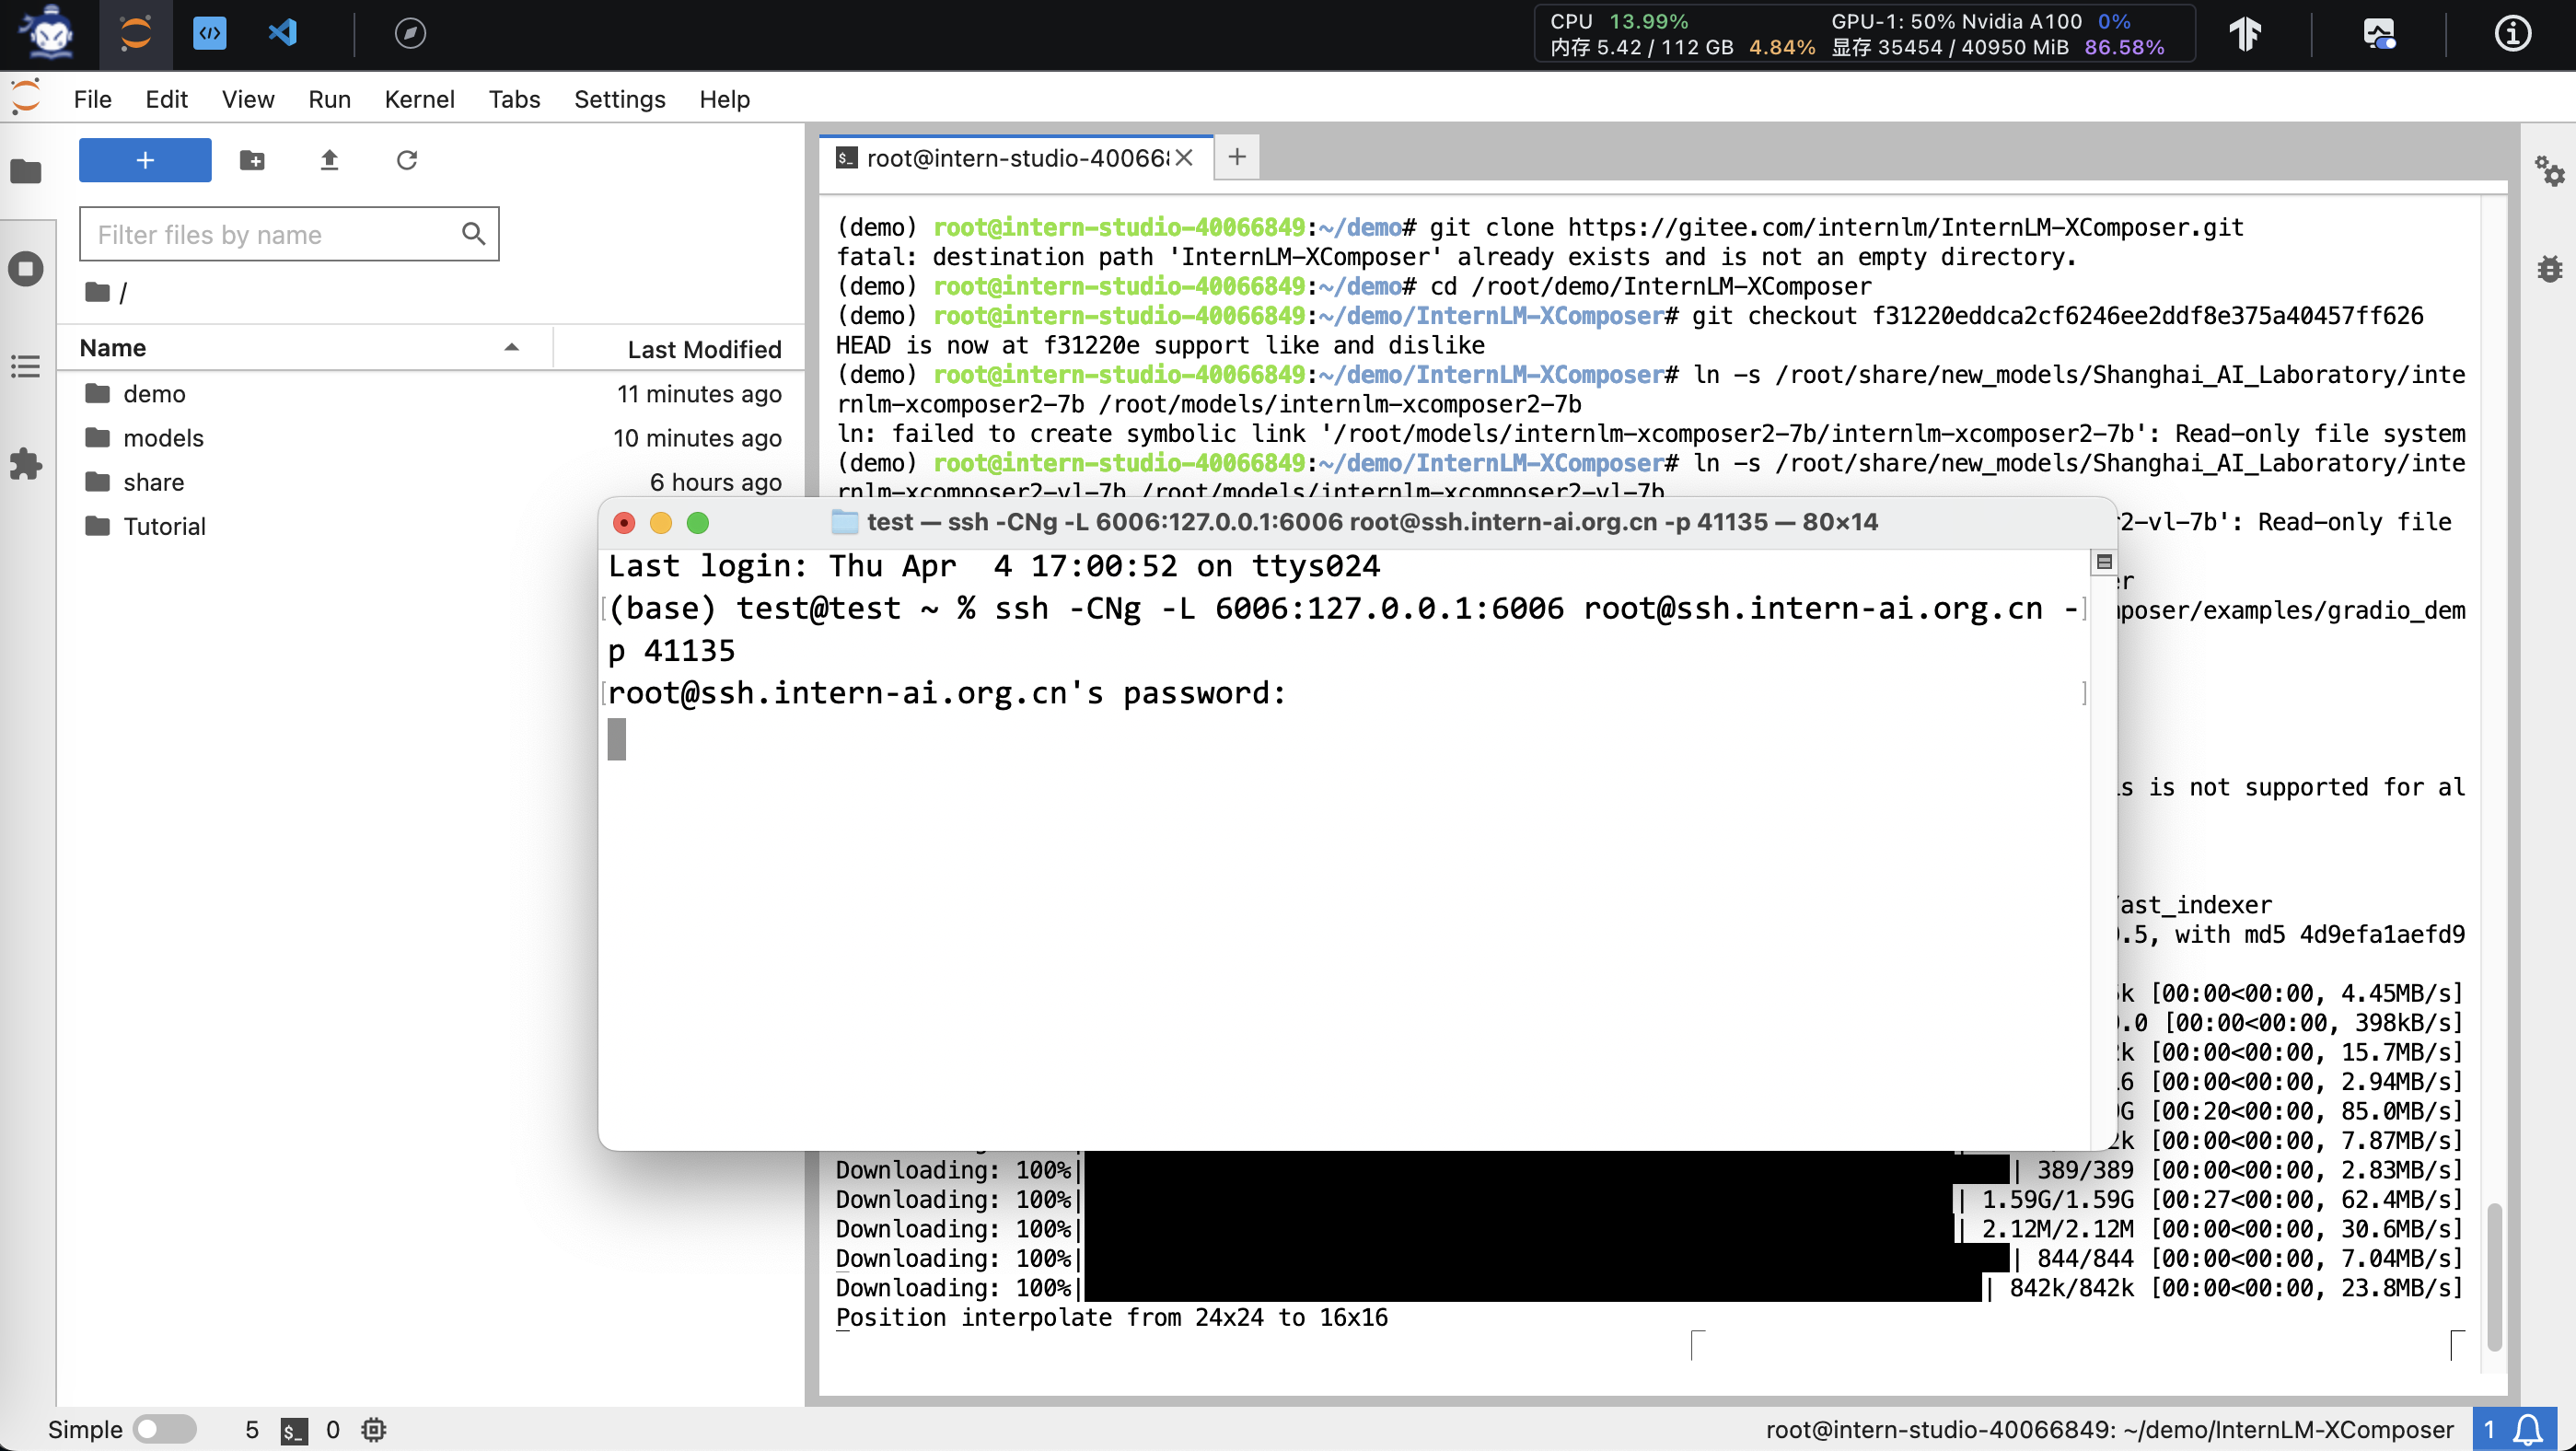 CPU 13.99% GPU-1: 50% Nvidia A100 0%
内存 5.42 / 112 GB 4.84% 显存 35454 / 40950 MiB 86.58%
File Edit View Run Kernel Tabs Settings Help
Filter files by name
/
Name Last Modified
demo 11 minutes ago
models 10 minutes ago
share 6 hours ago
Tutorial
root@intern-studio-40066
(demo) root@intern-studio-40066849:~/demo# git clone https://gitee.com/internlm/InternLM-XComposer.git
fatal: destination path 'InternLM-XComposer' already exists and is not an empty directory.
(demo) root@intern-studio-40066849:~/demo# cd /root/demo/InternLM-XComposer
(demo) root@intern-studio-40066849:~/demo/InternLM-XComposer# git checkout f31220eddca2cf6246ee2ddf8e375a40457ff626
HEAD is now at f31220e support like and dislike
(demo) root@intern-studio-40066849:~/demo/InternLM-XComposer# ln -s /root/share/new_models/Shanghai_AI_Laboratory/inte
rnlm-xcomposer2-7b /root/models/internlm-xcomposer2-7b
ln: failed to create symbolic link '/root/models/internlm-xcomposer2-7b/internlm-xcomposer2-7b': Read-only file system
(demo) root@intern-studio-40066849:~/demo/InternLM-XComposer# ln -s /root/share/new_models/Shanghai_AI_Laboratory/inte
rnlm-xcomposer2-vl-7b /root/models/internlm-xcomposer2-vl-7b
2-vl-7b': Read-only file
er
poser/examples/gradio_dem
is not supported for al
ast_indexer
.5, with md5 4d9efa1aefd9
k [00:00<00:00, 4.45MB/s]
.0 [00:00<00:00, 398kB/s]
2k [00:00<00:00, 15.7MB/s]
16 [00:00<00:00, 2.94MB/s]
G [00:20<00:00, 85.0MB/s]
2k [00:00<00:00, 7.87MB/s]
Downloading: 100%| | 389/389 [00:00<00:00, 2.83MB/s]
Downloading: 100%| | 1.59G/1.59G [00:27<00:00, 62.4MB/s]
Downloading: 100%| | 2.12M/2.12M [00:00<00:00, 30.6MB/s]
Downloading: 100%| | 844/844 [00:00<00:00, 7.04MB/s]
Downloading: 100%| | 842k/842k [00:00<00:00, 23.8MB/s]
Position interpolate from 24x24 to 16x16
test — ssh -CNg -L 6006:127.0.0.1:6006 root@ssh.intern-ai.org.cn -p 41135 — 80×14
Last login: Thu Apr  4 17:00:52 on ttys024
(base) test@test ~ % ssh -CNg -L 6006:127.0.0.1:6006 root@ssh.intern-ai.org.cn -
p 41135
root@ssh.intern-ai.org.cn's password:
Simple 5 $_ 0 root@intern-studio-40066849: ~/demo/InternLM-XComposer 1